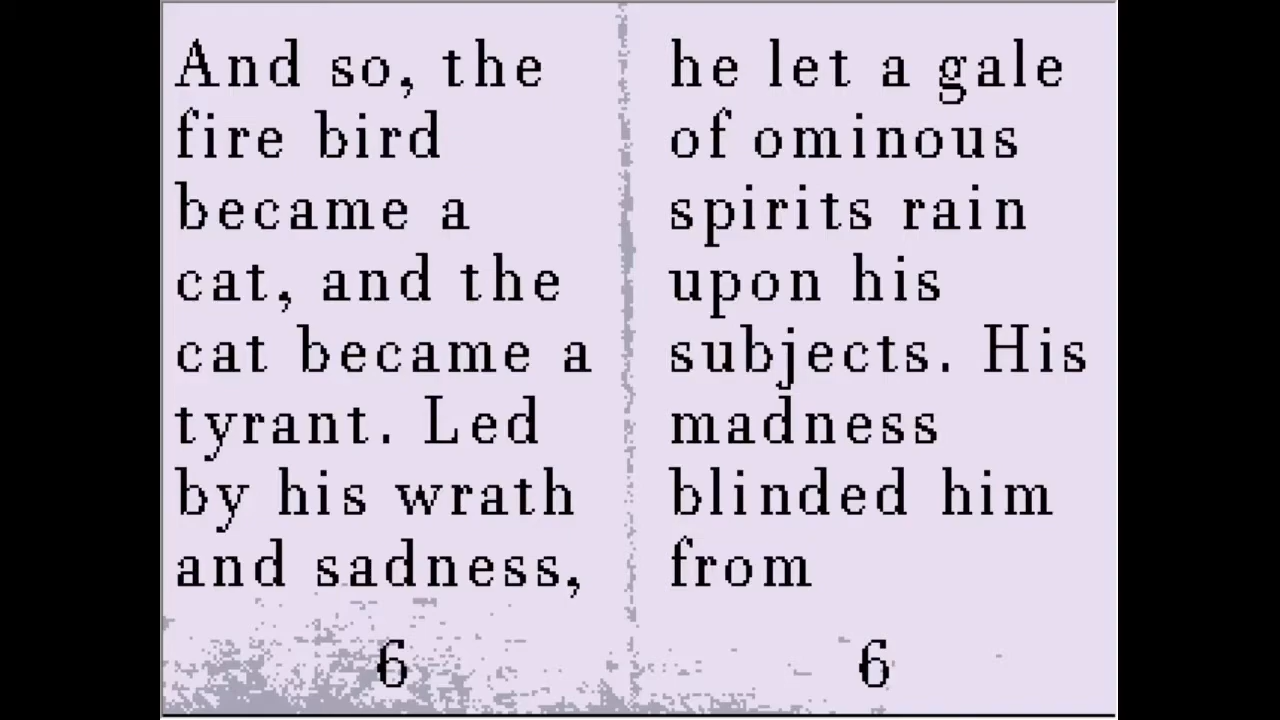 And so, the
fire bird
became a
cat, and the
cat became a
tyrant. Led
by his wrath
and sadness,
6
he let a gale
of ominous
spirits rain
upon his
subjects. His
madness
blinded him
from
6